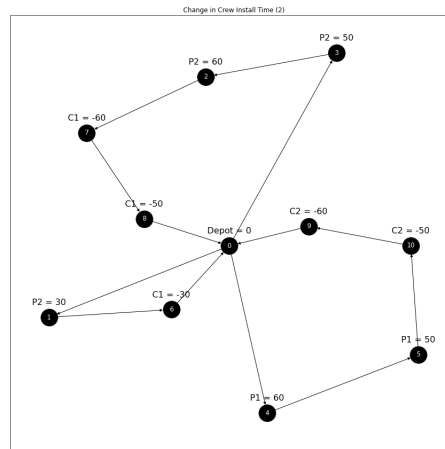 Change in Crew Install Time (2)
P2 = 50
3
P2 = 60
2
C1 = -60
7
C1 = -50
8
Depot = 0
0
C2 = -60
9
C2 = -50
10
P2 = 30
1
C1 = -30
6
P1 = 50
5
P1 = 60
4